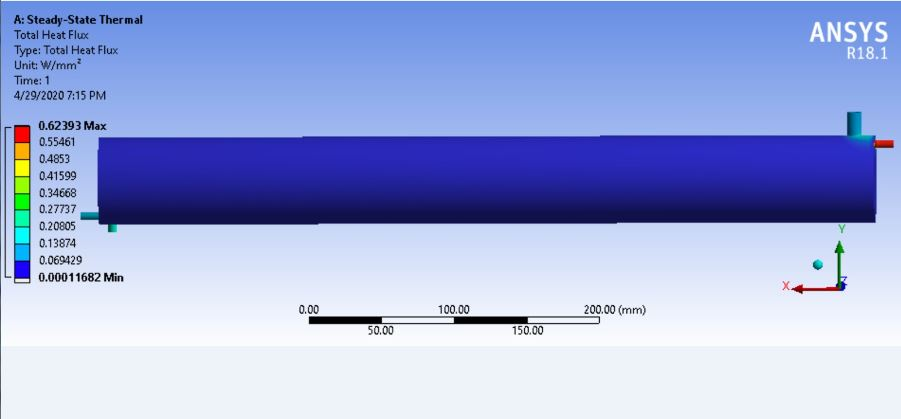 A: Steady-State Thermal
Total Heat Flux
Type: Total Heat Flux
Unit: W/mm²
Time: 1
4/29/2020 7:15 PM
ANSYS
R18.1
0.62393 Max
0.55461
0.4853
0.41599
0.34668
0.27737
0.20805
0.13874
0.069429
0.00011682 Min
Y
X
Z
0.00 100.00 200.00 (mm)
50.00 150.00